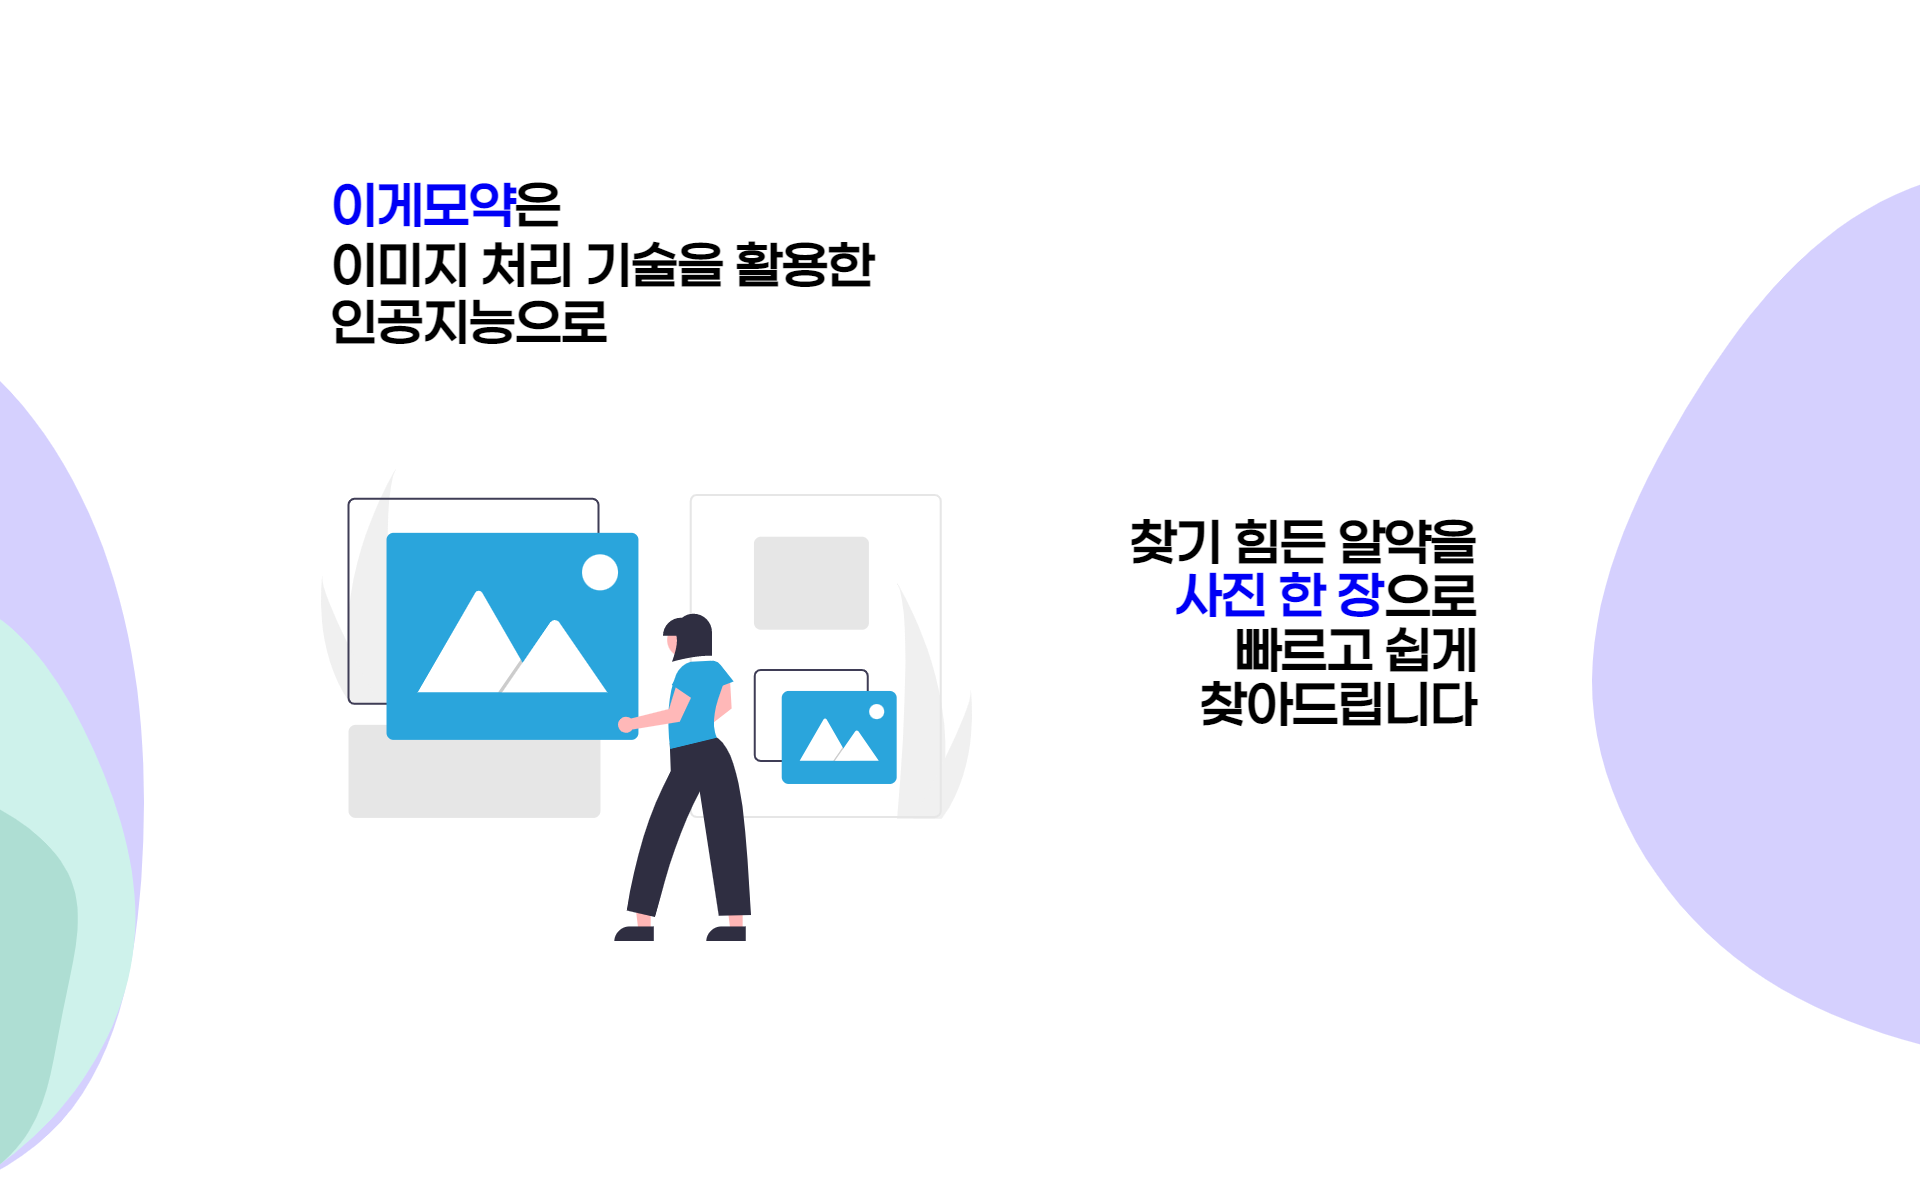 이게모약은
이미지 처리 기술을 활용한
인공지능으로
찾기 힘든 알약을
사진 한 장으로
빠르고 쉽게
찾아드립니다